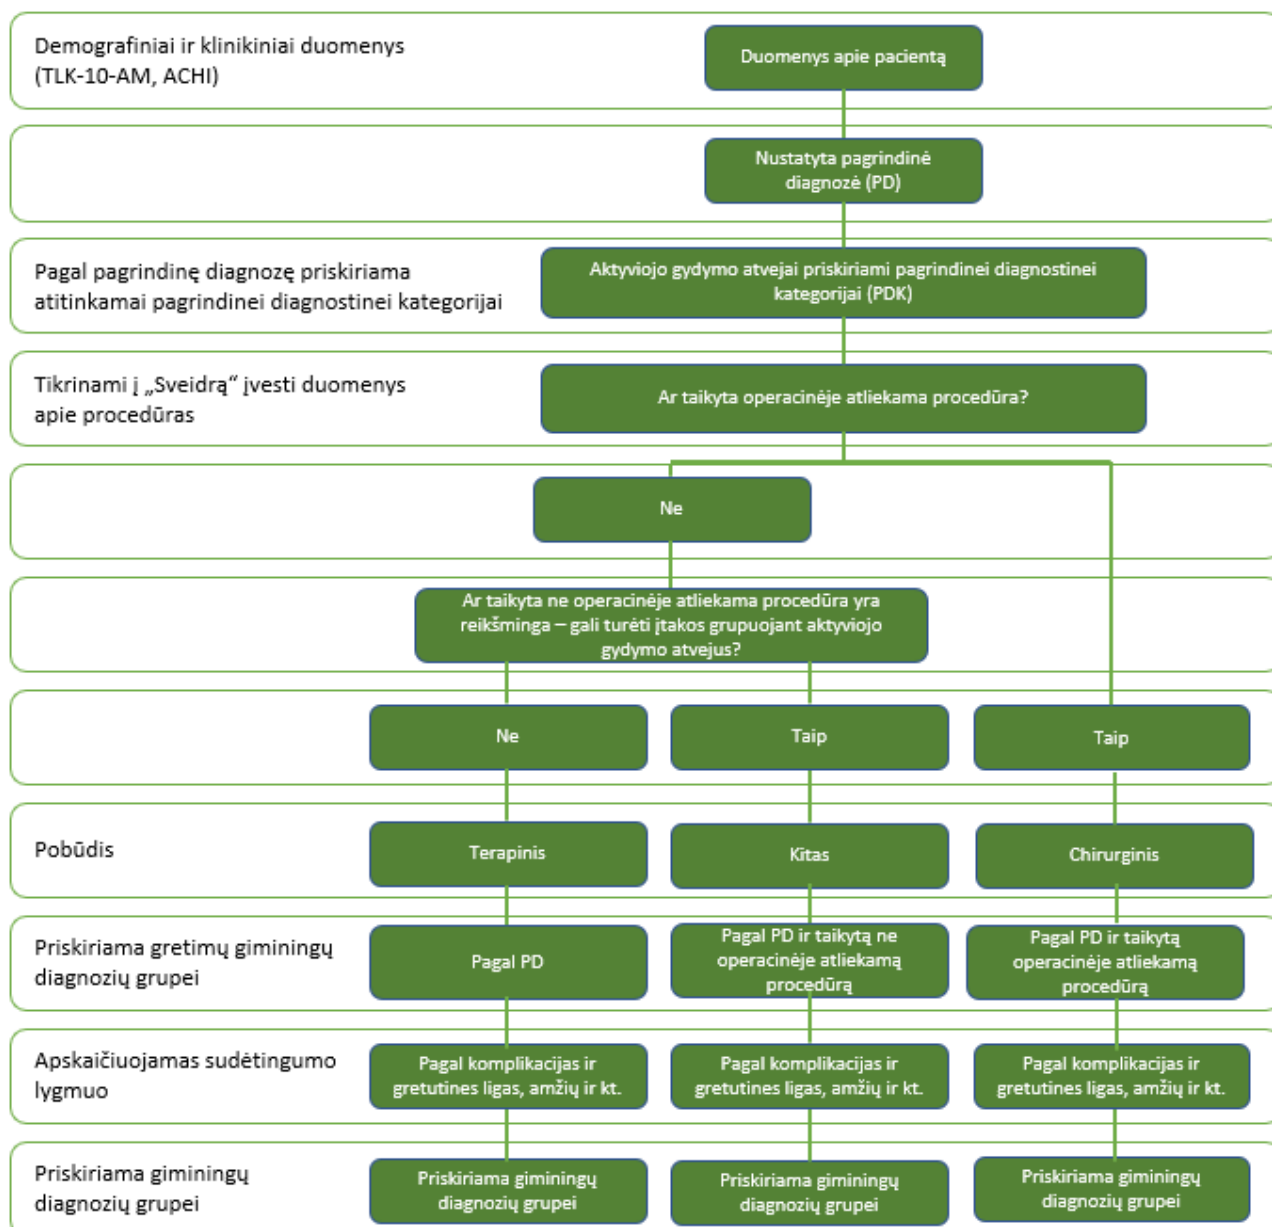 Demografiniai ir klinikiniai duomenys
(TLK-10-AM, ACHI)
Duomenys apie pacientą
Nustatyta pagrindinė
diagnozė (PD)
Pagal pagrindinę diagnozę priskiriama
atitinkamai pagrindinei diagnostinei kategorijai
Aktyviojo gydymo atvejai priskiriami pagrindinei diagnostinei
kategorijai (PDK)
Tikrinami į „Sveidrą“ įvesti duomenys
apie procedūras
Ar taikyta operacinėje atliekama procedūra?
Ne
Ar taikyta ne operacinėje atliekama procedūra yra
reikšminga – gali turėti įtakos grupuojant aktyviojo
gydymo atvejus?
Ne
Taip
Taip
Pobūdis
Terapinis
Kitas
Chirurginis
Priskiriama gretimų giminingų
diagnozių grupei
Pagal PD
Pagal PD ir taikytą ne
operacinėje atliekamą
procedūrą
Pagal PD ir taikytą
operacinėje atliekamą
procedūrą
Apskaičiuojamas sudėtingumo
lygmuo
Pagal komplikacijas ir
gretutines ligas, amžių ir kt.
Pagal komplikacijas ir
gretutines ligas, amžių ir kt.
Pagal komplikacijas ir
gretutines ligas, amžių ir kt.
Priskiriama giminingų
diagnozių grupei
Priskiriama giminingų
diagnozių grupei
Priskiriama giminingų
diagnozių grupei
Priskiriama giminingų
diagnozių grupei